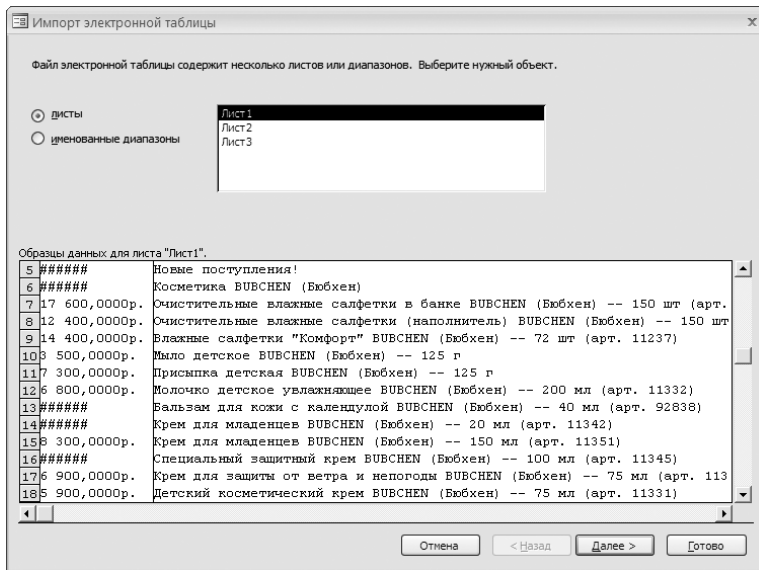 Импорт электронной таблицы
x
Файл электронной таблицы содержит несколько листов или диапазонов. Выберите нужный объект.
листы
именованные диапазоны
Лист1
Лист2
Лист3
Образцы данных для листа "Лист1".
5 ###### Новые поступления!
6 ###### Косметика BUBCHEN (Бюбхен)
7 17 600,0000р. Очистительные влажные салфетки в банке BUBCHEN (Бюбхен) -- 150 шт (арт.
8 12 400,0000р. Очистительные влажные салфетки (наполнитель) BUBCHEN (Бюбхен) -- 150 шт
9 14 400,0000р. Влажные салфетки "Комфорт" BUBCHEN (Бюбхен) -- 72 шт (арт. 11237)
10 3 500,0000р. Мыло детское BUBCHEN (Бюбхен) -- 125 г
11 7 300,0000р. Присыпка детская BUBCHEN (Бюбхен) -- 125 г
12 6 800,0000р. Молочко детское увлажняющее BUBCHEN (Бюбхен) -- 200 мл (арт. 11332)
13 ###### Бальзам для кожи с календулой BUBCHEN (Бюбхен) -- 40 мл (арт. 92838)
14 ###### Крем для младенцев BUBCHEN (Бюбхен) -- 20 мл (арт. 11342)
15 8 300,0000р. Крем для младенцев BUBCHEN (Бюбхен) -- 150 мл (арт. 11351)
16 ###### Специальный защитный крем BUBCHEN (Бюбхен) -- 100 мл (арт. 11345)
17 6 900,0000р. Крем для защиты от ветра и непогоды BUBCHEN (Бюбхен) -- 75 мл (арт. 113
18 5 900,0000р. Детский косметический крем BUBCHEN (Бюбхен) -- 75 мл (арт. 11331)
Отмена < Назад Далее > Готово